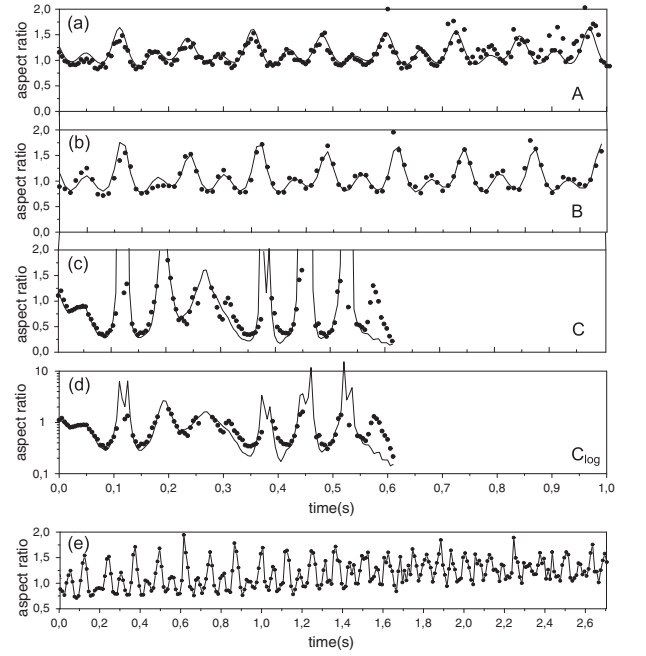 2,0
(a)
1,5
1,0
0,5
0,0
aspect ratio
A
2,0
(b)
1,5
1,0
0,5
0,0
aspect ratio
B
2,0
(c)
1,5
1,0
0,5
0,0
aspect ratio
C
10
(d)
1
0,1
aspect ratio
Clog
0,0 0,1 0,2 0,3 0,4 0,5 0,6 0,7 0,8 0,9 1,0
time(s)
2,0
(e)
1,5
1,0
0,5
aspect ratio
0,0 0,2 0,4 0,6 0,8 1,0 1,2 1,4 1,6 1,8 2,0 2,2 2,4 2,6
time(s)